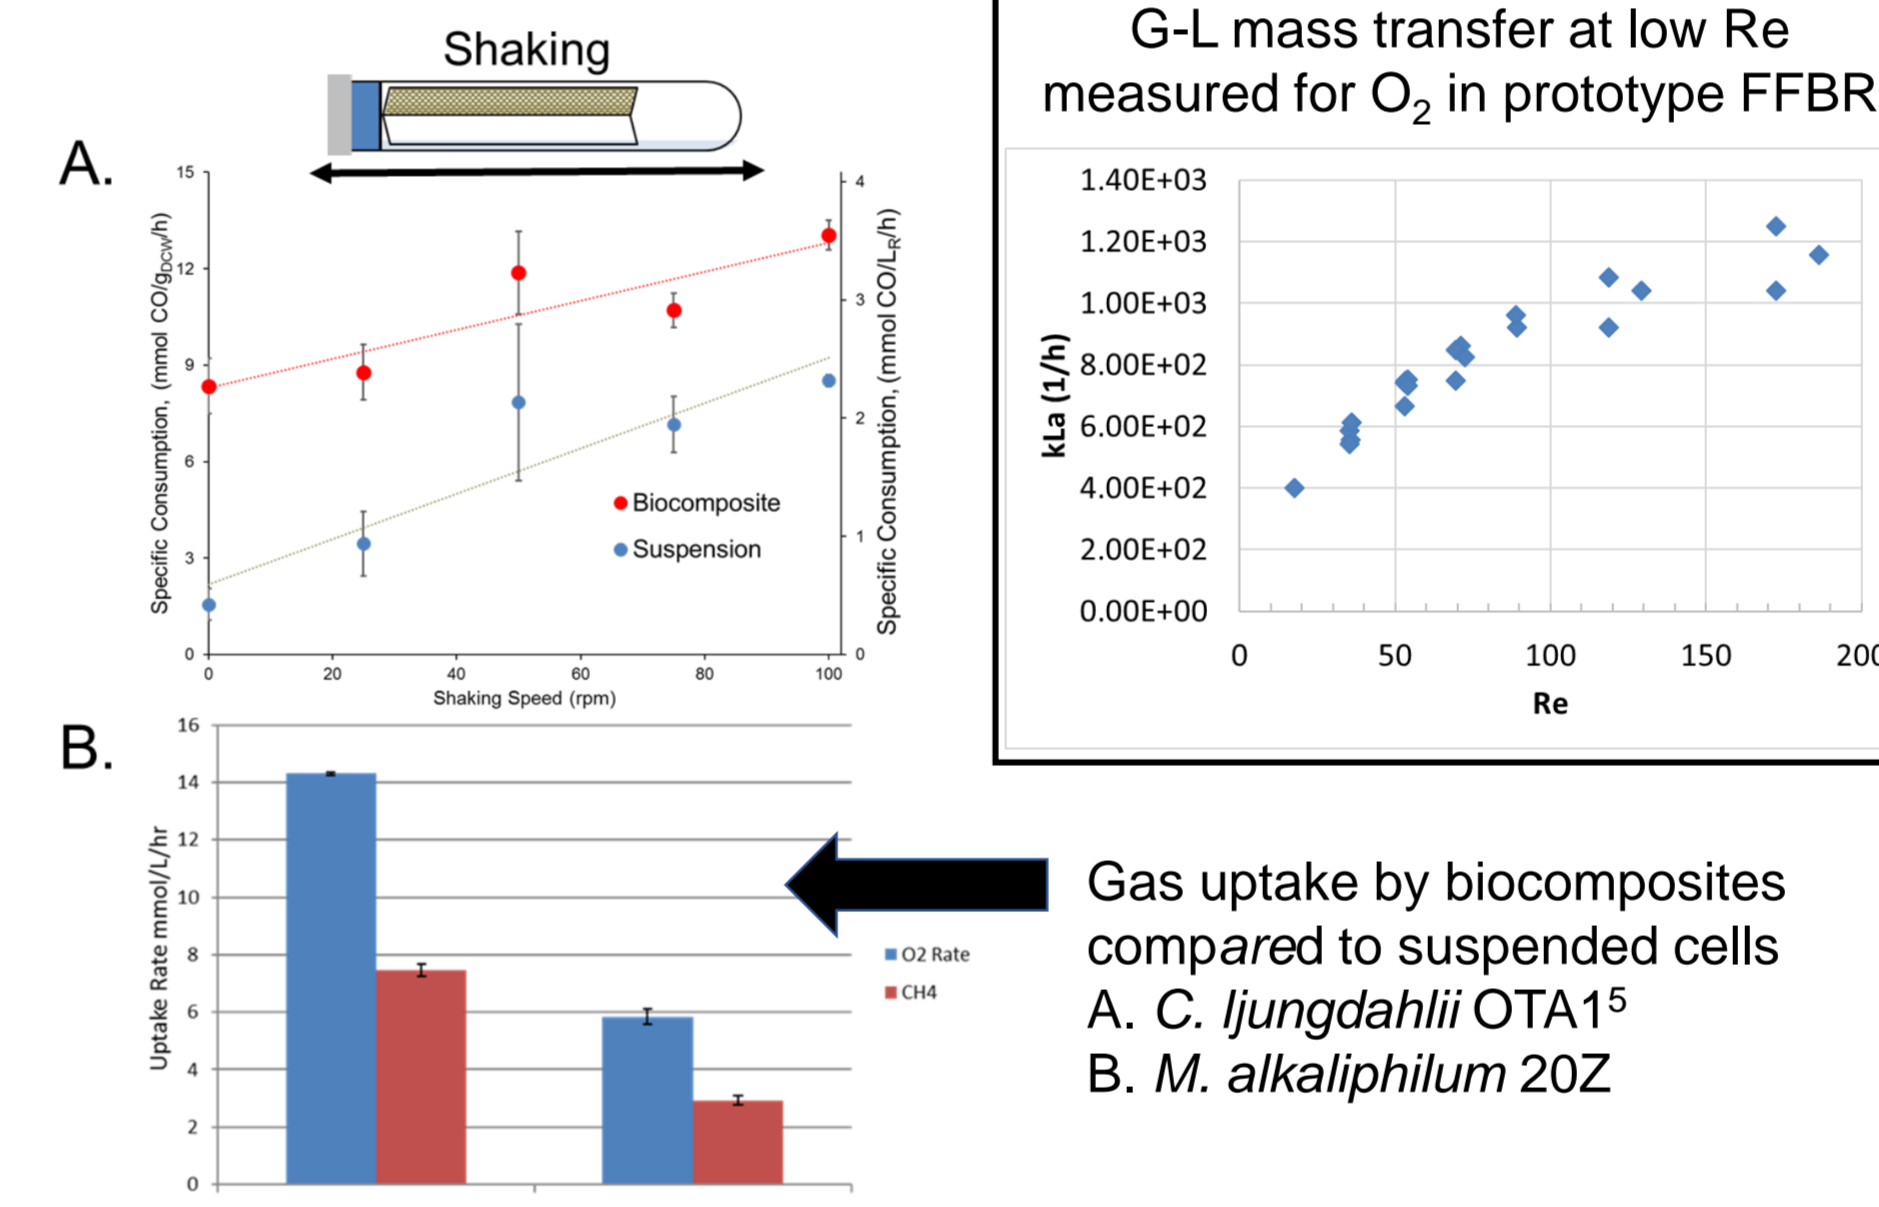 Shaking
A.
15
12
9
6
3
0
Specific Consumption, (mmol CO/gDCW/h)
4
3
2
1
0
Specific Consumption, (mmol CO/LR/h)
Biocomposite
Suspension
0 20 40 60 80 100
Shaking Speed (rpm)
G-L mass transfer at low Re
measured for O2 in prototype FFBR
1.40E+03
1.20E+03
1.00E+03
8.00E+02
6.00E+02
4.00E+02
2.00E+02
0.00E+00
kLa (1/h)
0 50 100 150 200
Re
B.
16
14
12
10
8
6
4
2
0
Uptake Rate mmol/L/hr
O2 Rate
CH4
Gas uptake by biocomposites
compared to suspended cells
A. C. ljungdahlii OTA1⁵
B. M. alkaliphilum 20Z